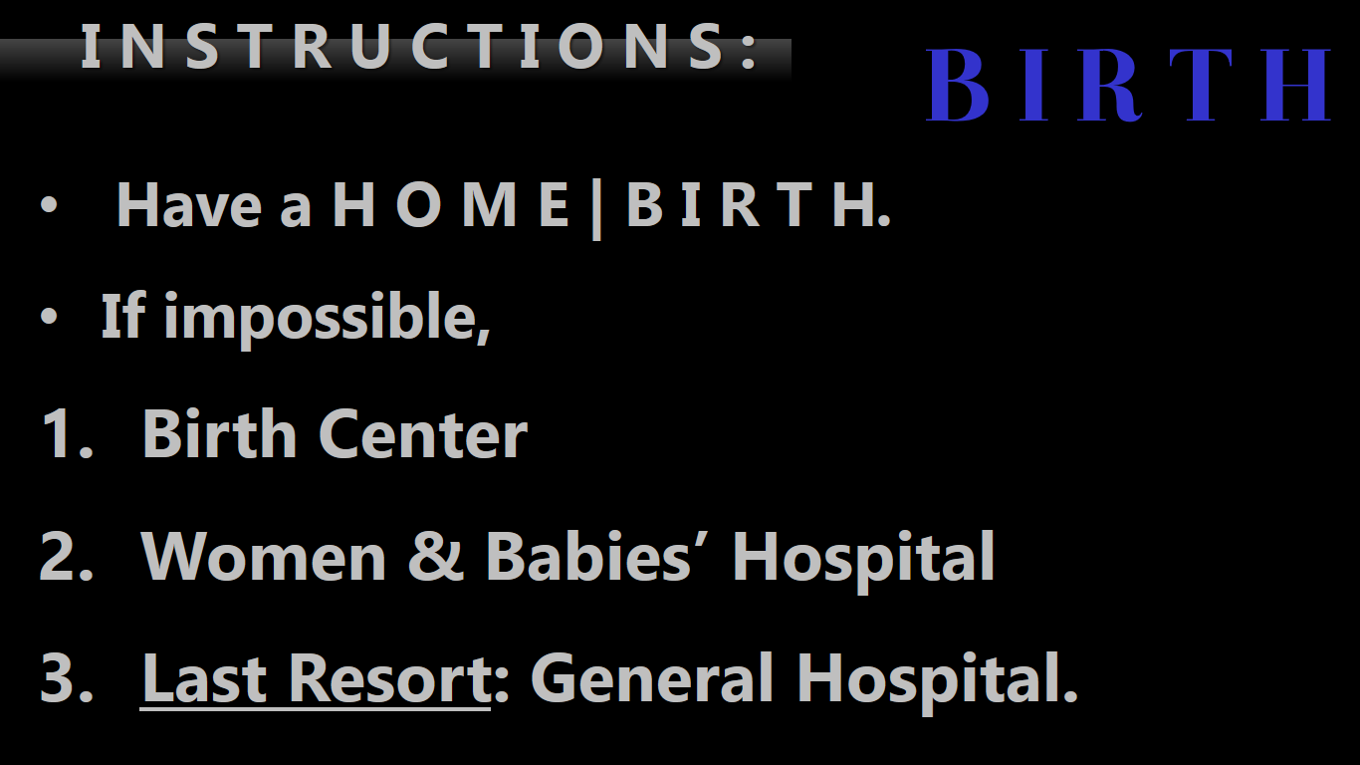 I N S T R U C T I O N S :
B I R T H
• Have a H O M E | B I R T H.
• If impossible,
1. Birth Center
2. Women & Babies’ Hospital
3. Last Resort: General Hospital.